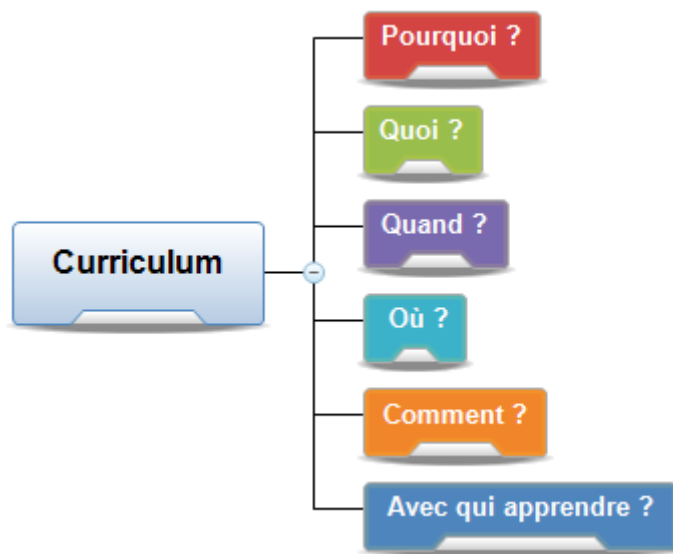 Pourquoi ?
Quoi ?
Quand ?
Curriculum
Où ?
Comment ?
Avec qui apprendre ?